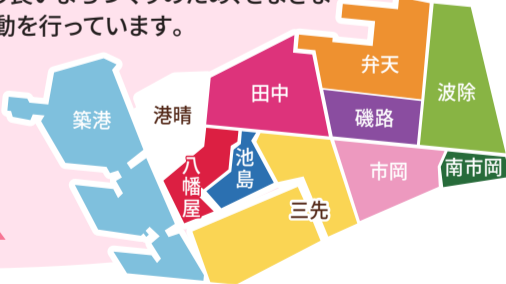 動を行っています。
弁天
波除
田中
築港
港晴
磯路
八幡屋
池島
市岡
南市岡
三先